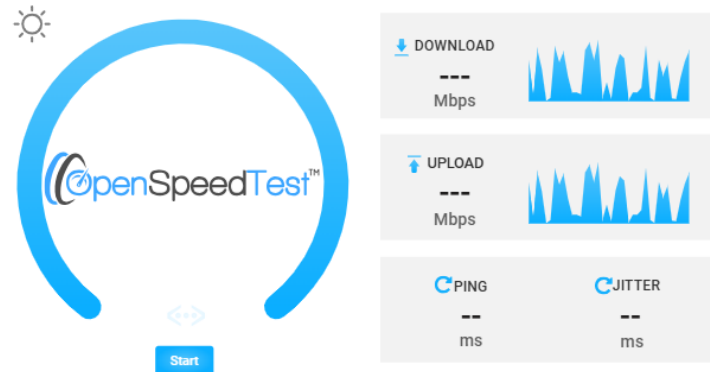 OpenSpeedTest™
Start
DOWNLOAD
---
Mbps
UPLOAD
---
Mbps
PING
--
ms
JITTER
--
ms